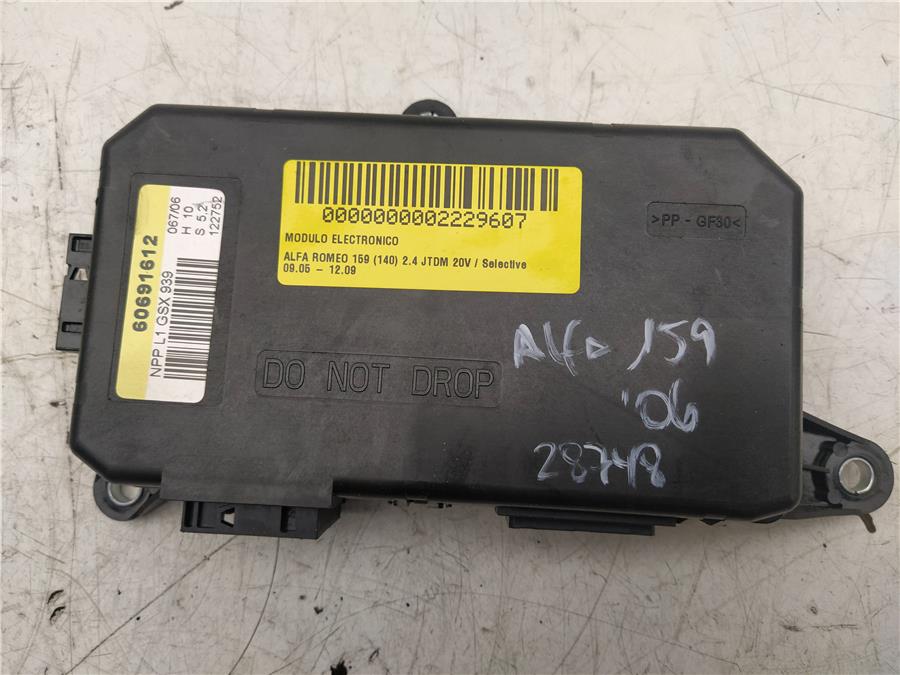 60691612
NPP L1 GSX 939
067/06
H 10
S 5.2
122752
0000000002229607
MODULO ELECTRONICO
ALFA ROMEO 159 (140) 2.4 JTDM 20V / Selective
09.05 - 12.09
>PP - GF30<
DO NOT DROP
Alfa 159
'06
28748